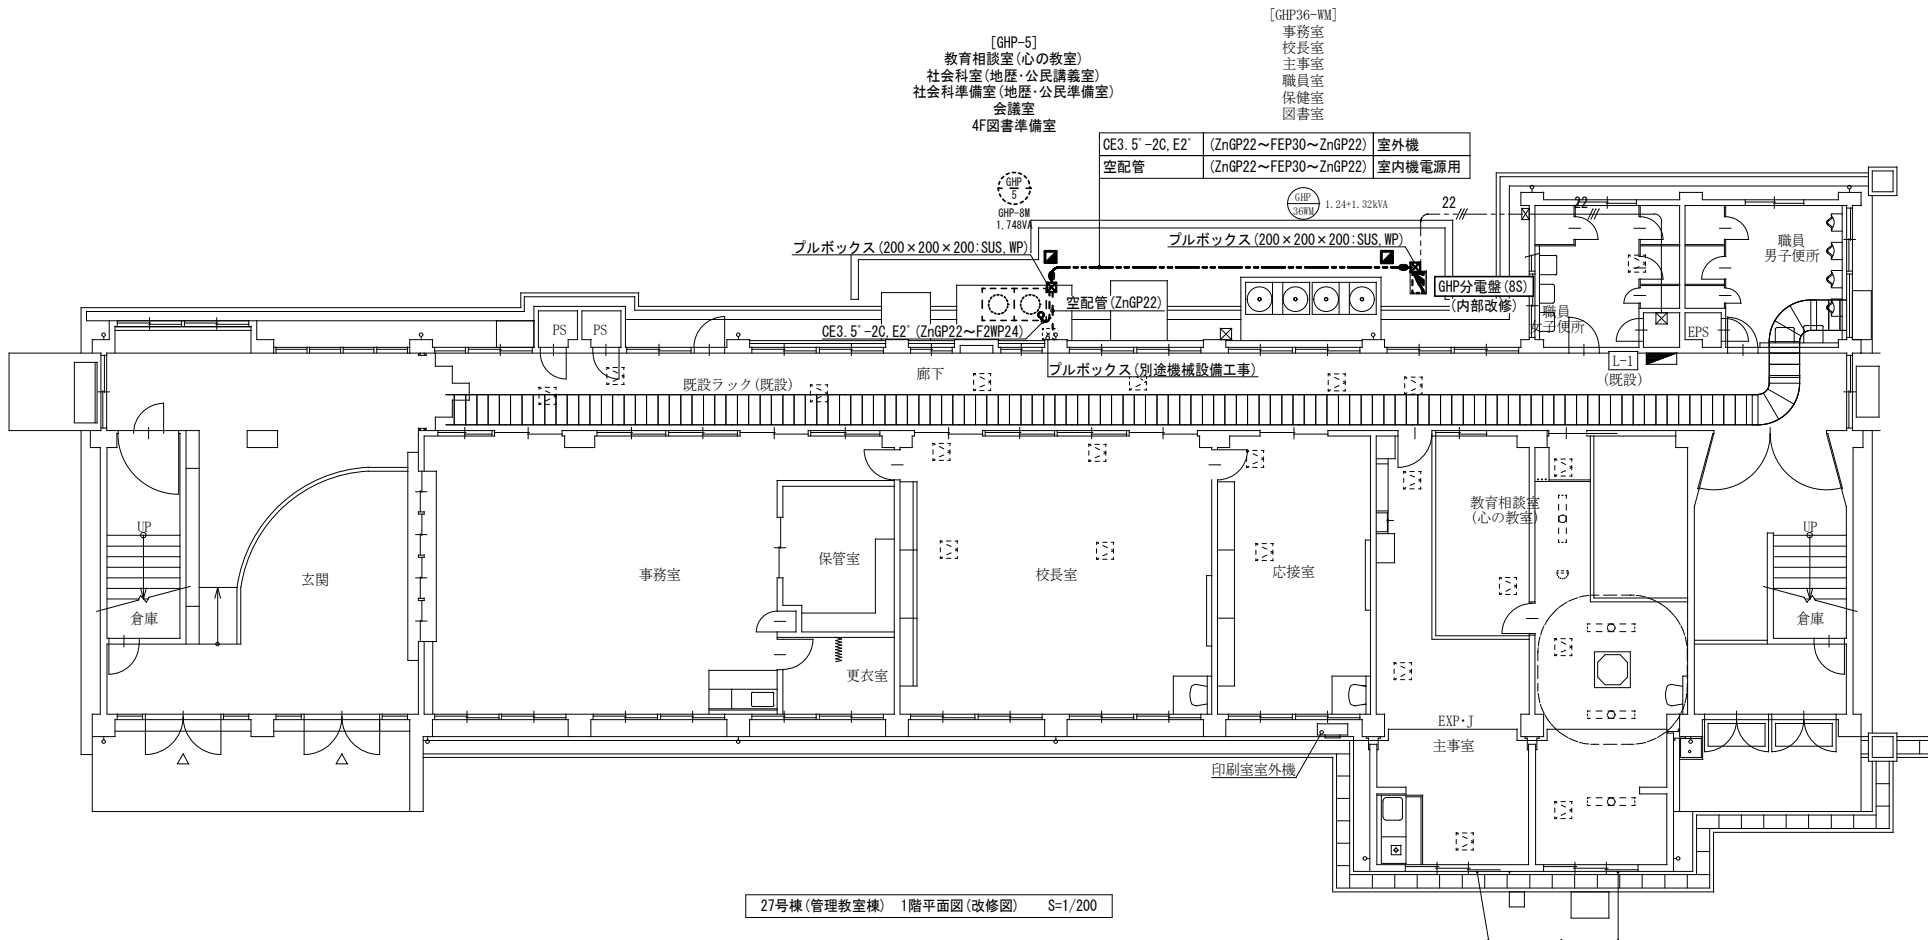 [GHP-5]
教育相談室(心の教室)
社会科室(地歴・公民講義室)
社会科準備室(地歴・公民準備室)
会議室
4F図書準備室
[GHP36-WM]
事務室
校長室
主事室
職員室
保健室
図書室
CE3.5゜-2C,E2゜ (ZnGP22～FEP30～ZnGP22) 室外機
空配管 (ZnGP22～FEP30～ZnGP22) 室内機電源用
GHP
5
GHP-8M
1.748VA
GHP
36WM
1.24+1.32kVA
22
22
プルボックス(200×200×200:SUS,WP)
プルボックス(200×200×200:SUS,WP)
空配管(ZnGP22)
GHP分電盤(8S)
(内部改修)
職員
男子便所
職員
女子便所
PS
PS
CE3.5゜-2C,E2゜(ZnGP22～F2WP24)
EPS
プルボックス(別途機械設備工事)
L-1
(既設)
既設ラック(既設)
廊下
UP
倉庫
玄関
事務室
保管室
更衣室
校長室
応接室
教育相談室
(心の教室)
UP
倉庫
EXP・J
主事室
印刷室室外機
27号棟(管理教室棟) 1階平面図(改修図) S=1/200